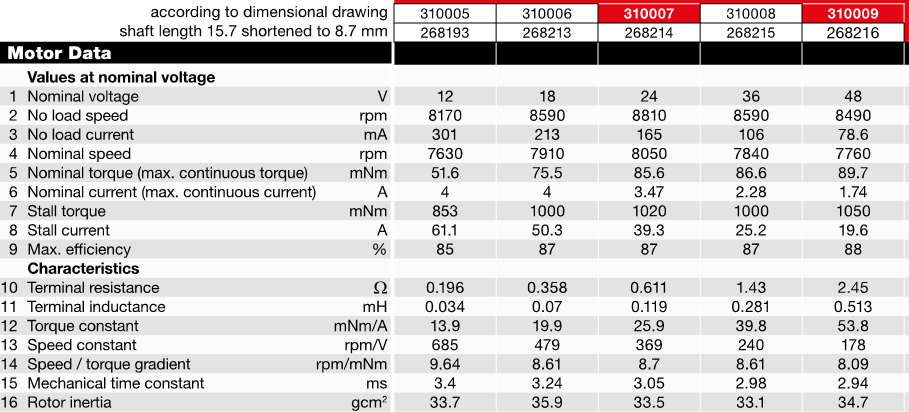 according to dimensional drawing 310005 310006 310007 310008 310009
shaft length 15.7 shortened to 8.7 mm 268193 268213 268214 268215 268216
Motor Data
Values at nominal voltage
1 Nominal voltage V 12 18 24 36 48
2 No load speed rpm 8170 8590 8810 8590 8490
3 No load current mA 301 213 165 106 78.6
4 Nominal speed rpm 7630 7910 8050 7840 7760
5 Nominal torque (max. continuous torque) mNm 51.6 75.5 85.6 86.6 89.7
6 Nominal current (max. continuous current) A 4 4 3.47 2.28 1.74
7 Stall torque mNm 853 1000 1020 1000 1050
8 Stall current A 61.1 50.3 39.3 25.2 19.6
9 Max. efficiency % 85 87 87 87 88
Characteristics
10 Terminal resistance Ω 0.196 0.358 0.611 1.43 2.45
11 Terminal inductance mH 0.034 0.07 0.119 0.281 0.513
12 Torque constant mNm/A 13.9 19.9 25.9 39.8 53.8
13 Speed constant rpm/V 685 479 369 240 178
14 Speed / torque gradient rpm/mNm 9.64 8.61 8.7 8.61 8.09
15 Mechanical time constant ms 3.4 3.24 3.05 2.98 2.94
16 Rotor inertia gcm² 33.7 35.9 33.5 33.1 34.7